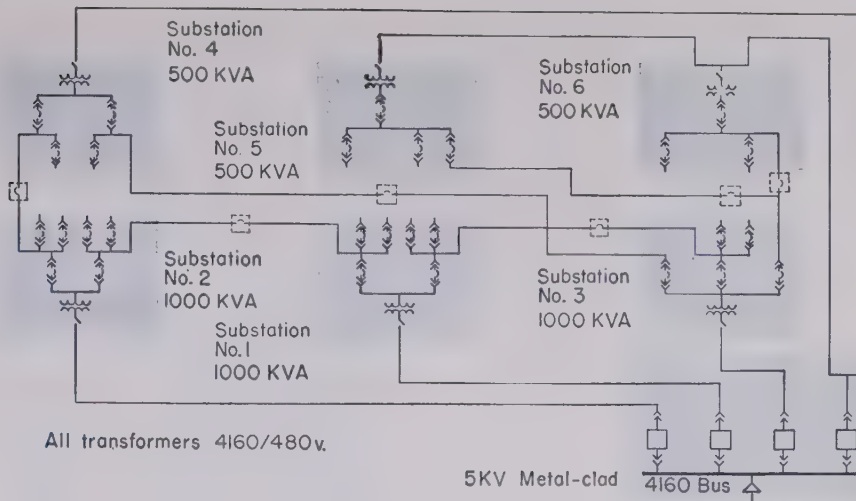 Substation
No. 4
500 KVA
Substation
No. 5
500 KVA
Substation
No. 6
500 KVA
Substation
No. 2
1000 KVA
Substation
No. 1
1000 KVA
Substation
No. 3
1000 KVA
All transformers 4160/480v.
5KV Metal-clad
4160 Bus